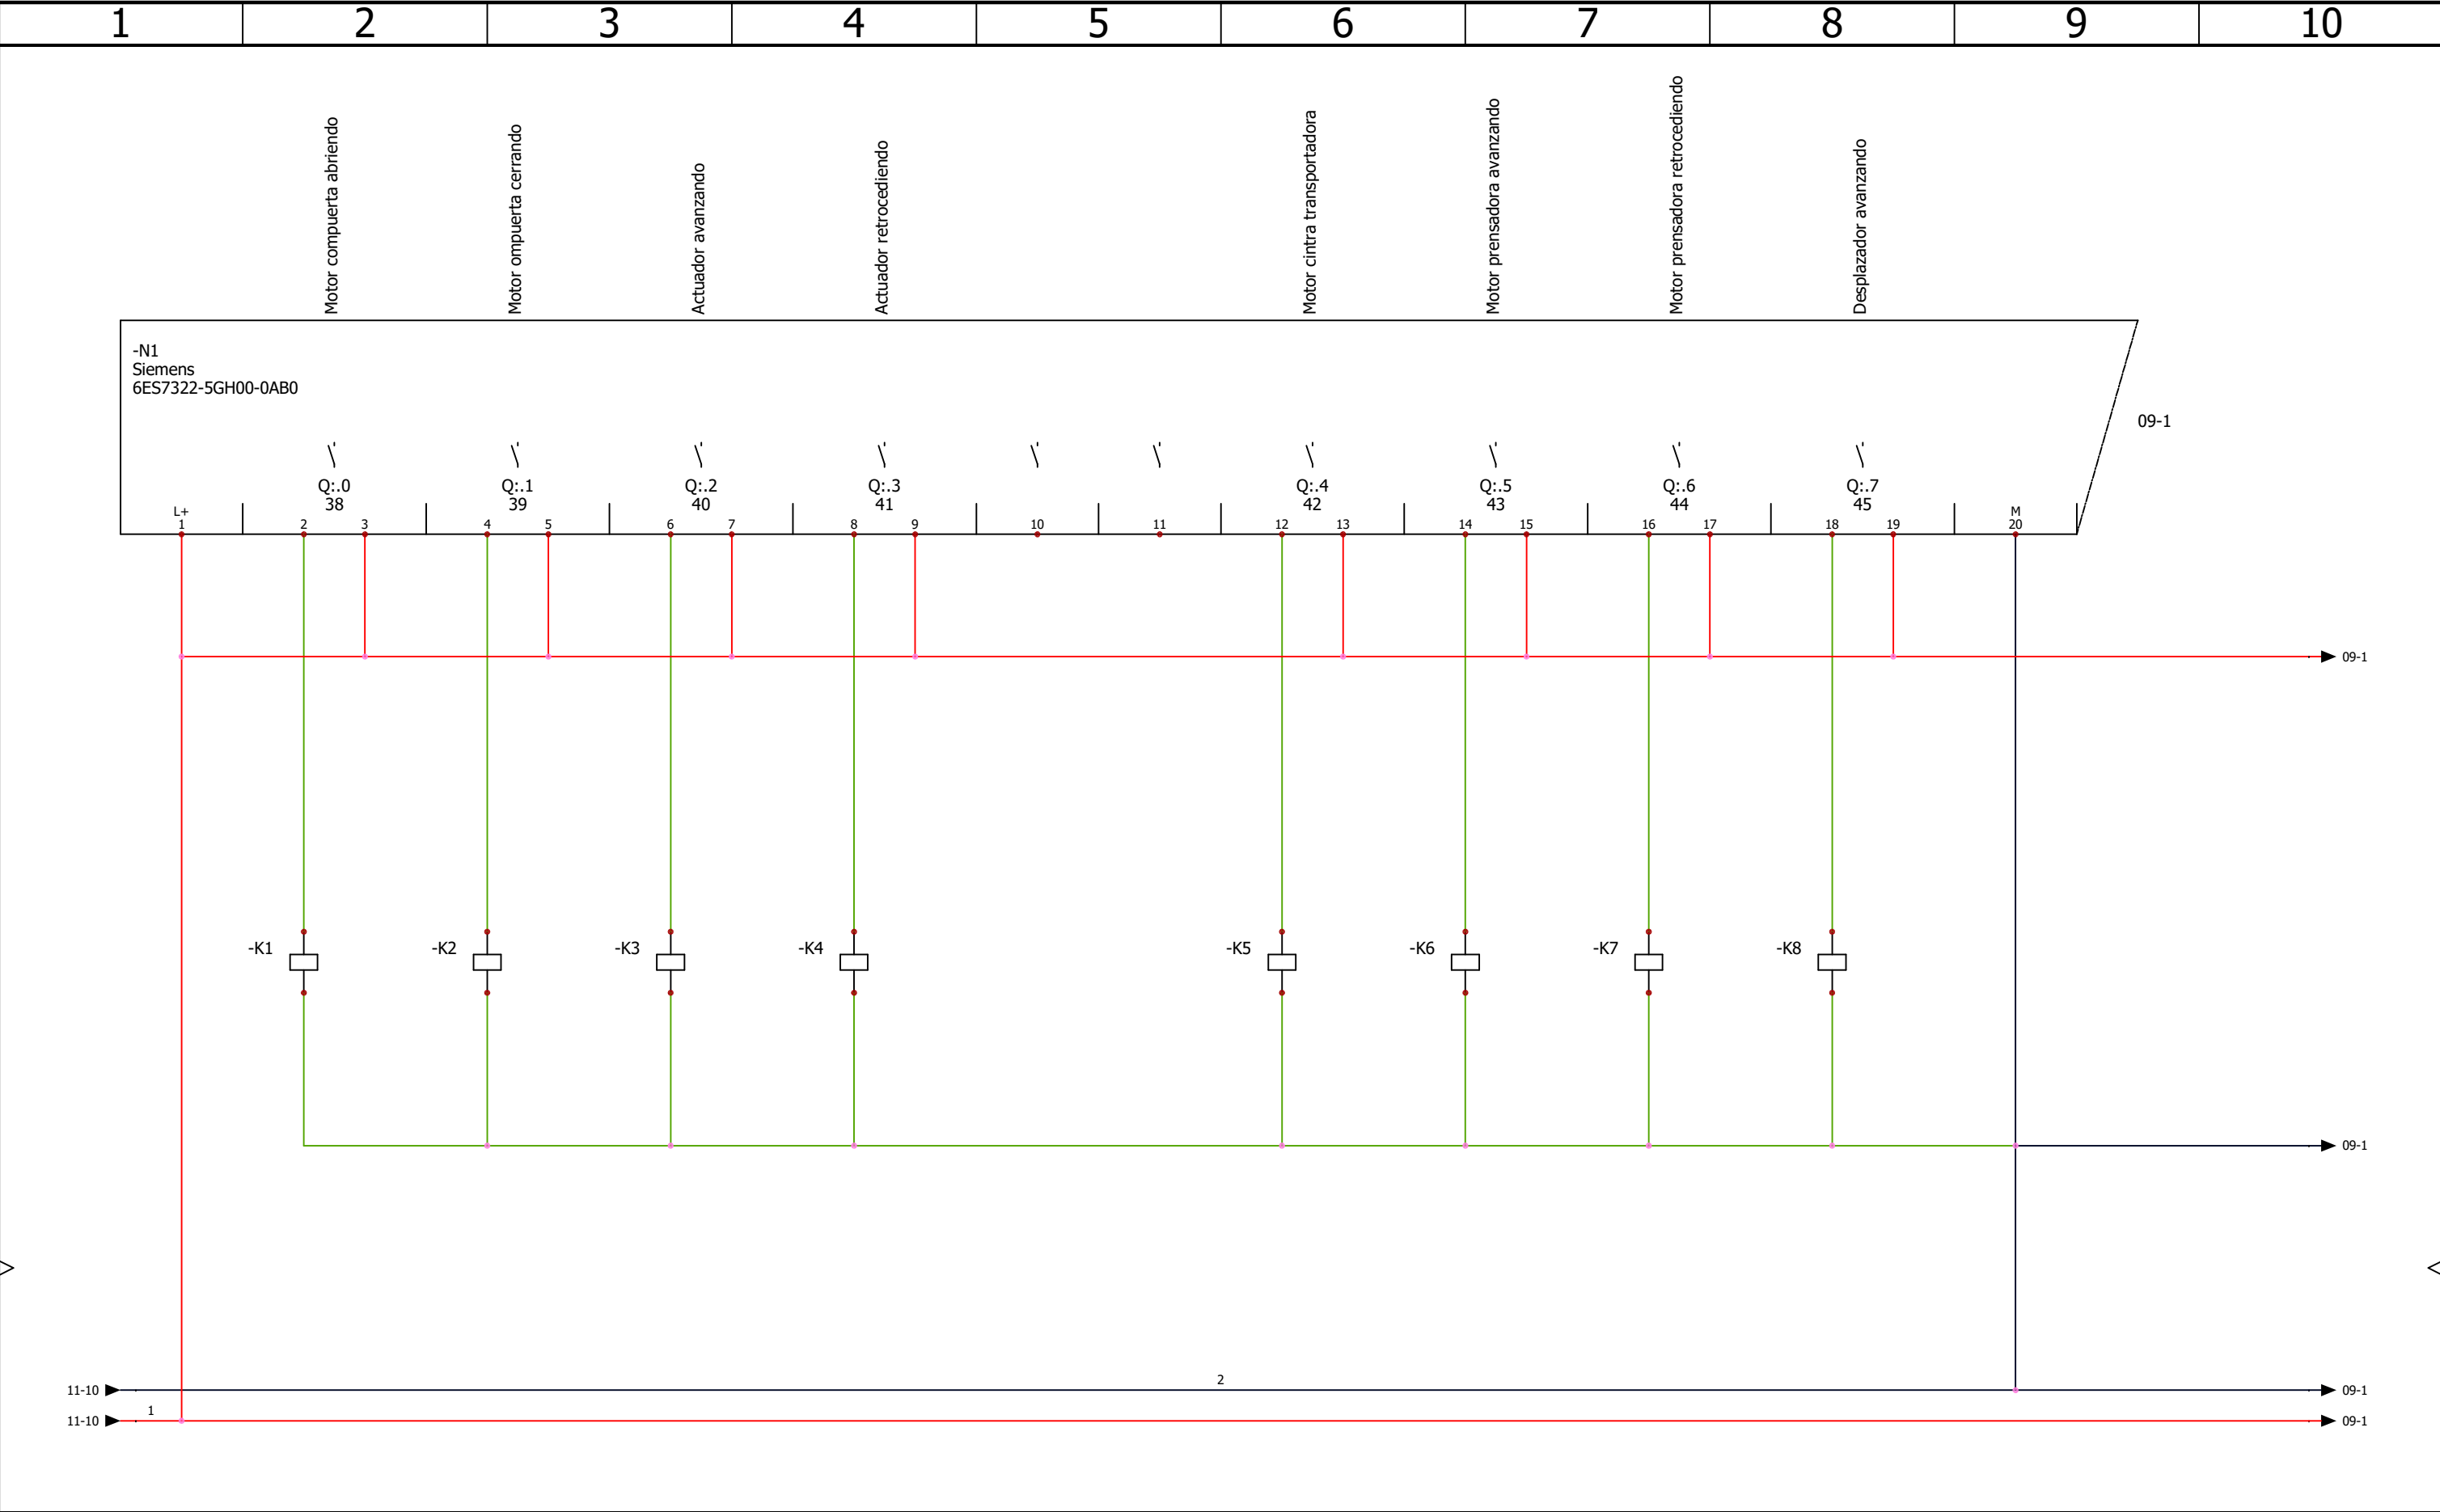 1 2 3 4 5 6 7 8 9 10
Motor compuerta abriendo
Motor ompuerta cerrando
Actuador avanzando
Actuador retrocediendo
Motor cintra transportadora
Motor prensadora avanzando
Motor prensadora retrocediendo
Desplazador avanzando
-N1
Siemens
6ES7322-5GH00-0AB0
09-1
Q:.0 Q:.1 Q:.2 Q:.3 Q:.4 Q:.5 Q:.6 Q:.7
38 39 40 41 42 43 44 45
L+ M
1 2 3 4 5 6 7 8 9 10 11 12 13 14 15 16 17 18 19 20
09-1
-K1 -K2 -K3 -K4 -K5 -K6 -K7 -K8
09-1
2
11-10 09-1
1
11-10 09-1